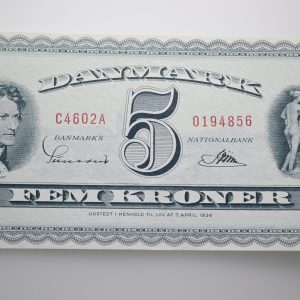 DANMARK
C4602A 0194856
DANMARKS 5 NATIONALBANK
FEM KRONER
UDSTEDT I HENHOLD TIL LOV AF 7. APRIL 1936